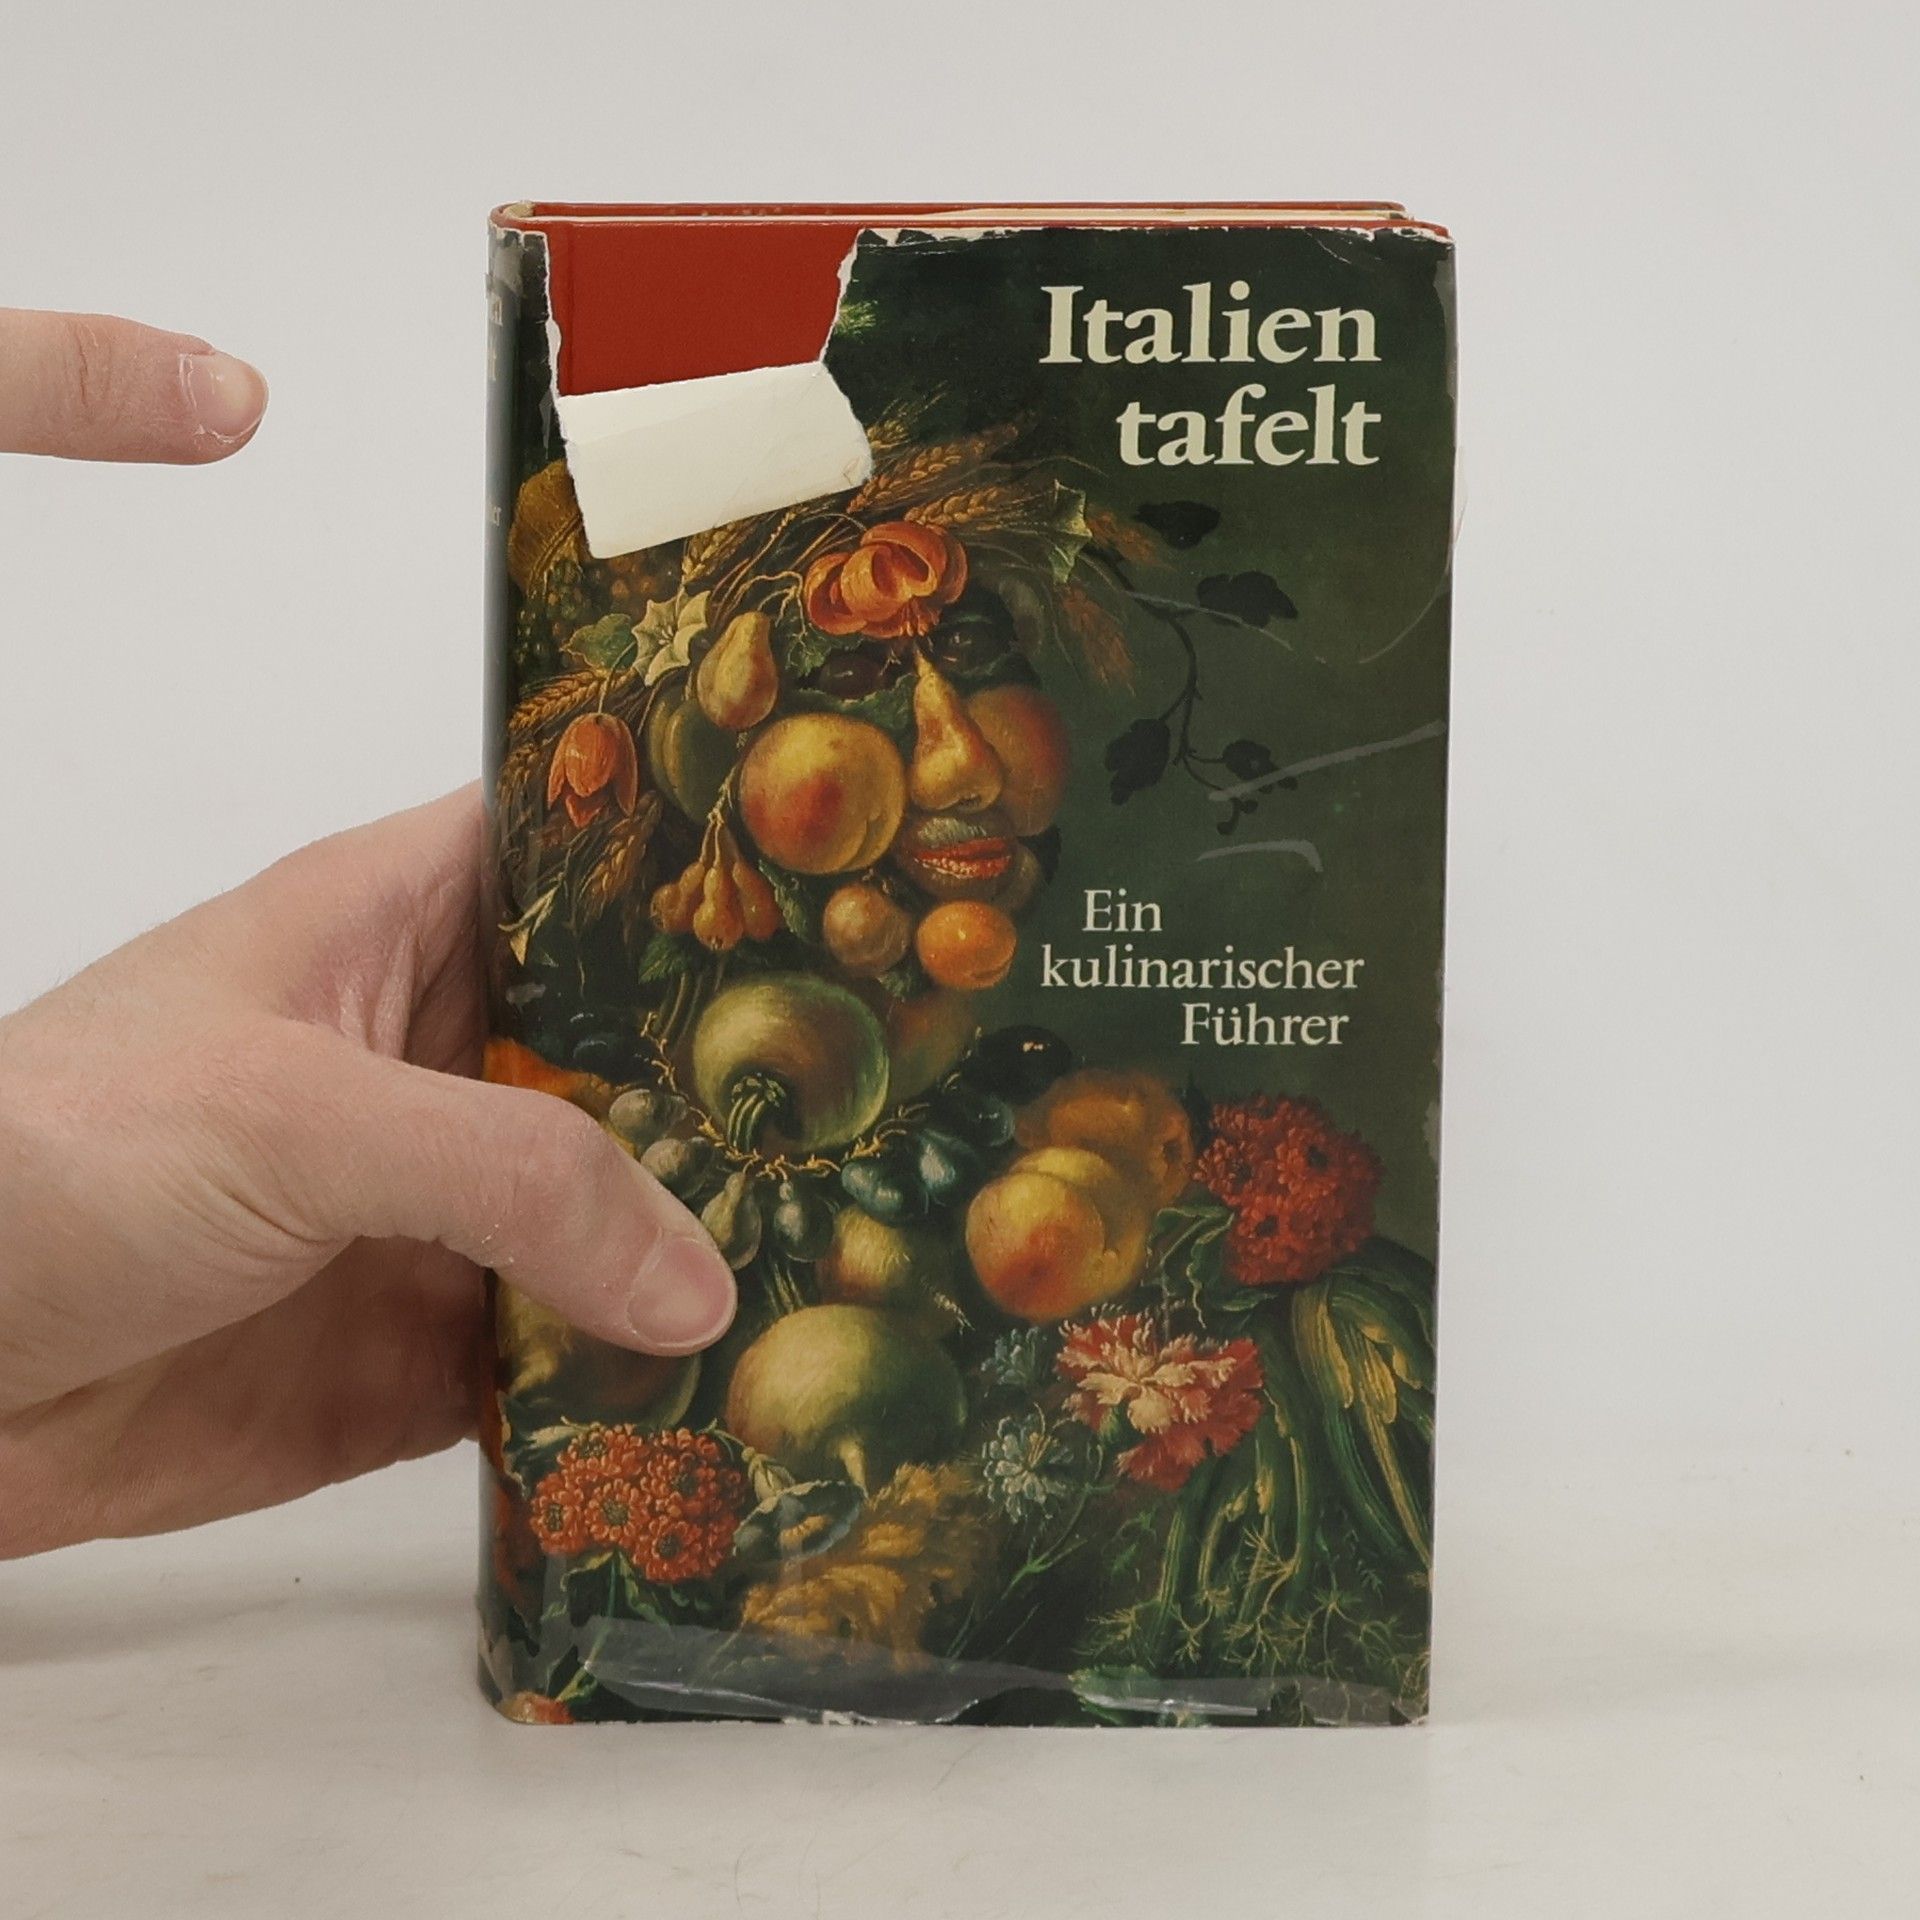 Italien
tafelt
Ein
kulinarischer
Führer